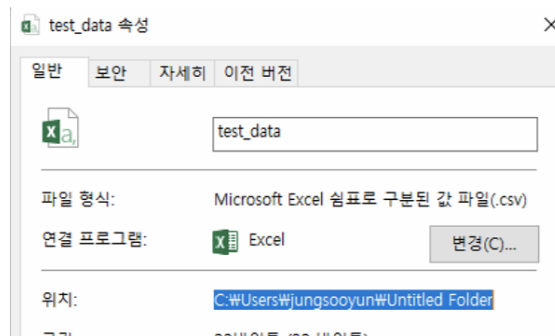 test_data 속성
일반 보안 자세히 이전 버전
test_data
파일 형식: Microsoft Excel 쉼표로 구분된 값 파일(.csv)
연결 프로그램: Excel 변경(C)...
위치: C:₩Users₩jungsooyun₩Untitled Folder